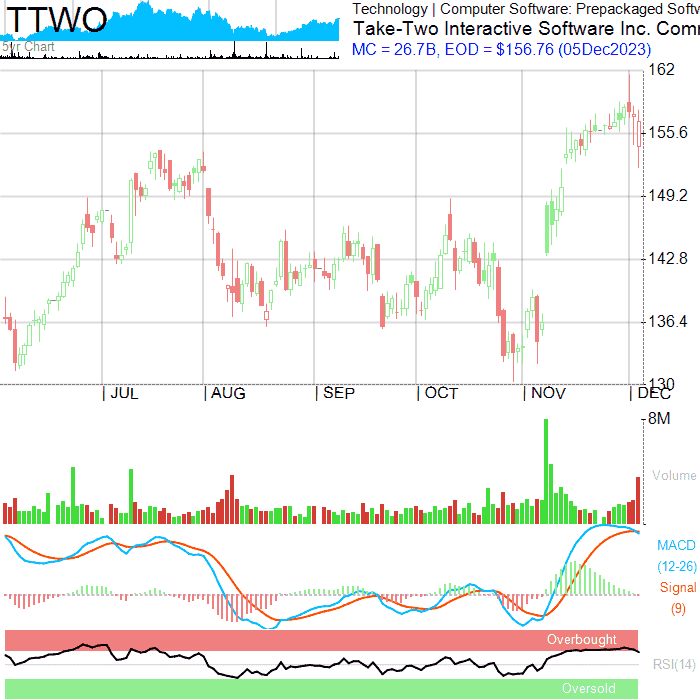 TTWO
5yr Chart
Technology | Computer Software: Prepackaged Softw
Take-Two Interactive Software Inc. Comm
MC = 26.7B, EOD = $156.76 (05Dec2023)
162
155.6
149.2
142.8
136.4
130
| JUL | AUG | SEP | OCT | NOV | DEC
8M
Volume
MACD
(12-26)
Signal
(9)
Overbought
RSI(14)
Oversold